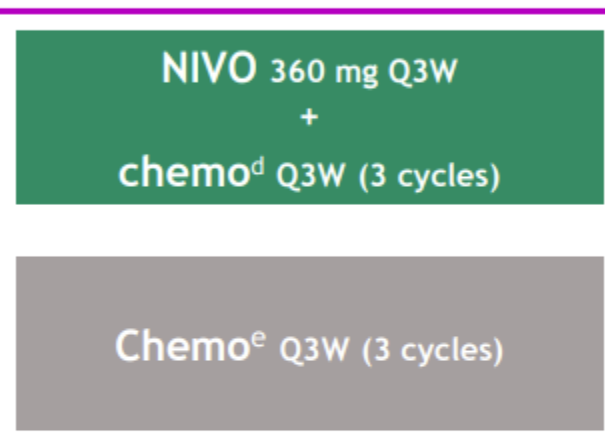 NIVO 360 mg Q3W
+
chemoᵈ Q3W (3 cycles)
Chemoᵉ Q3W (3 cycles)